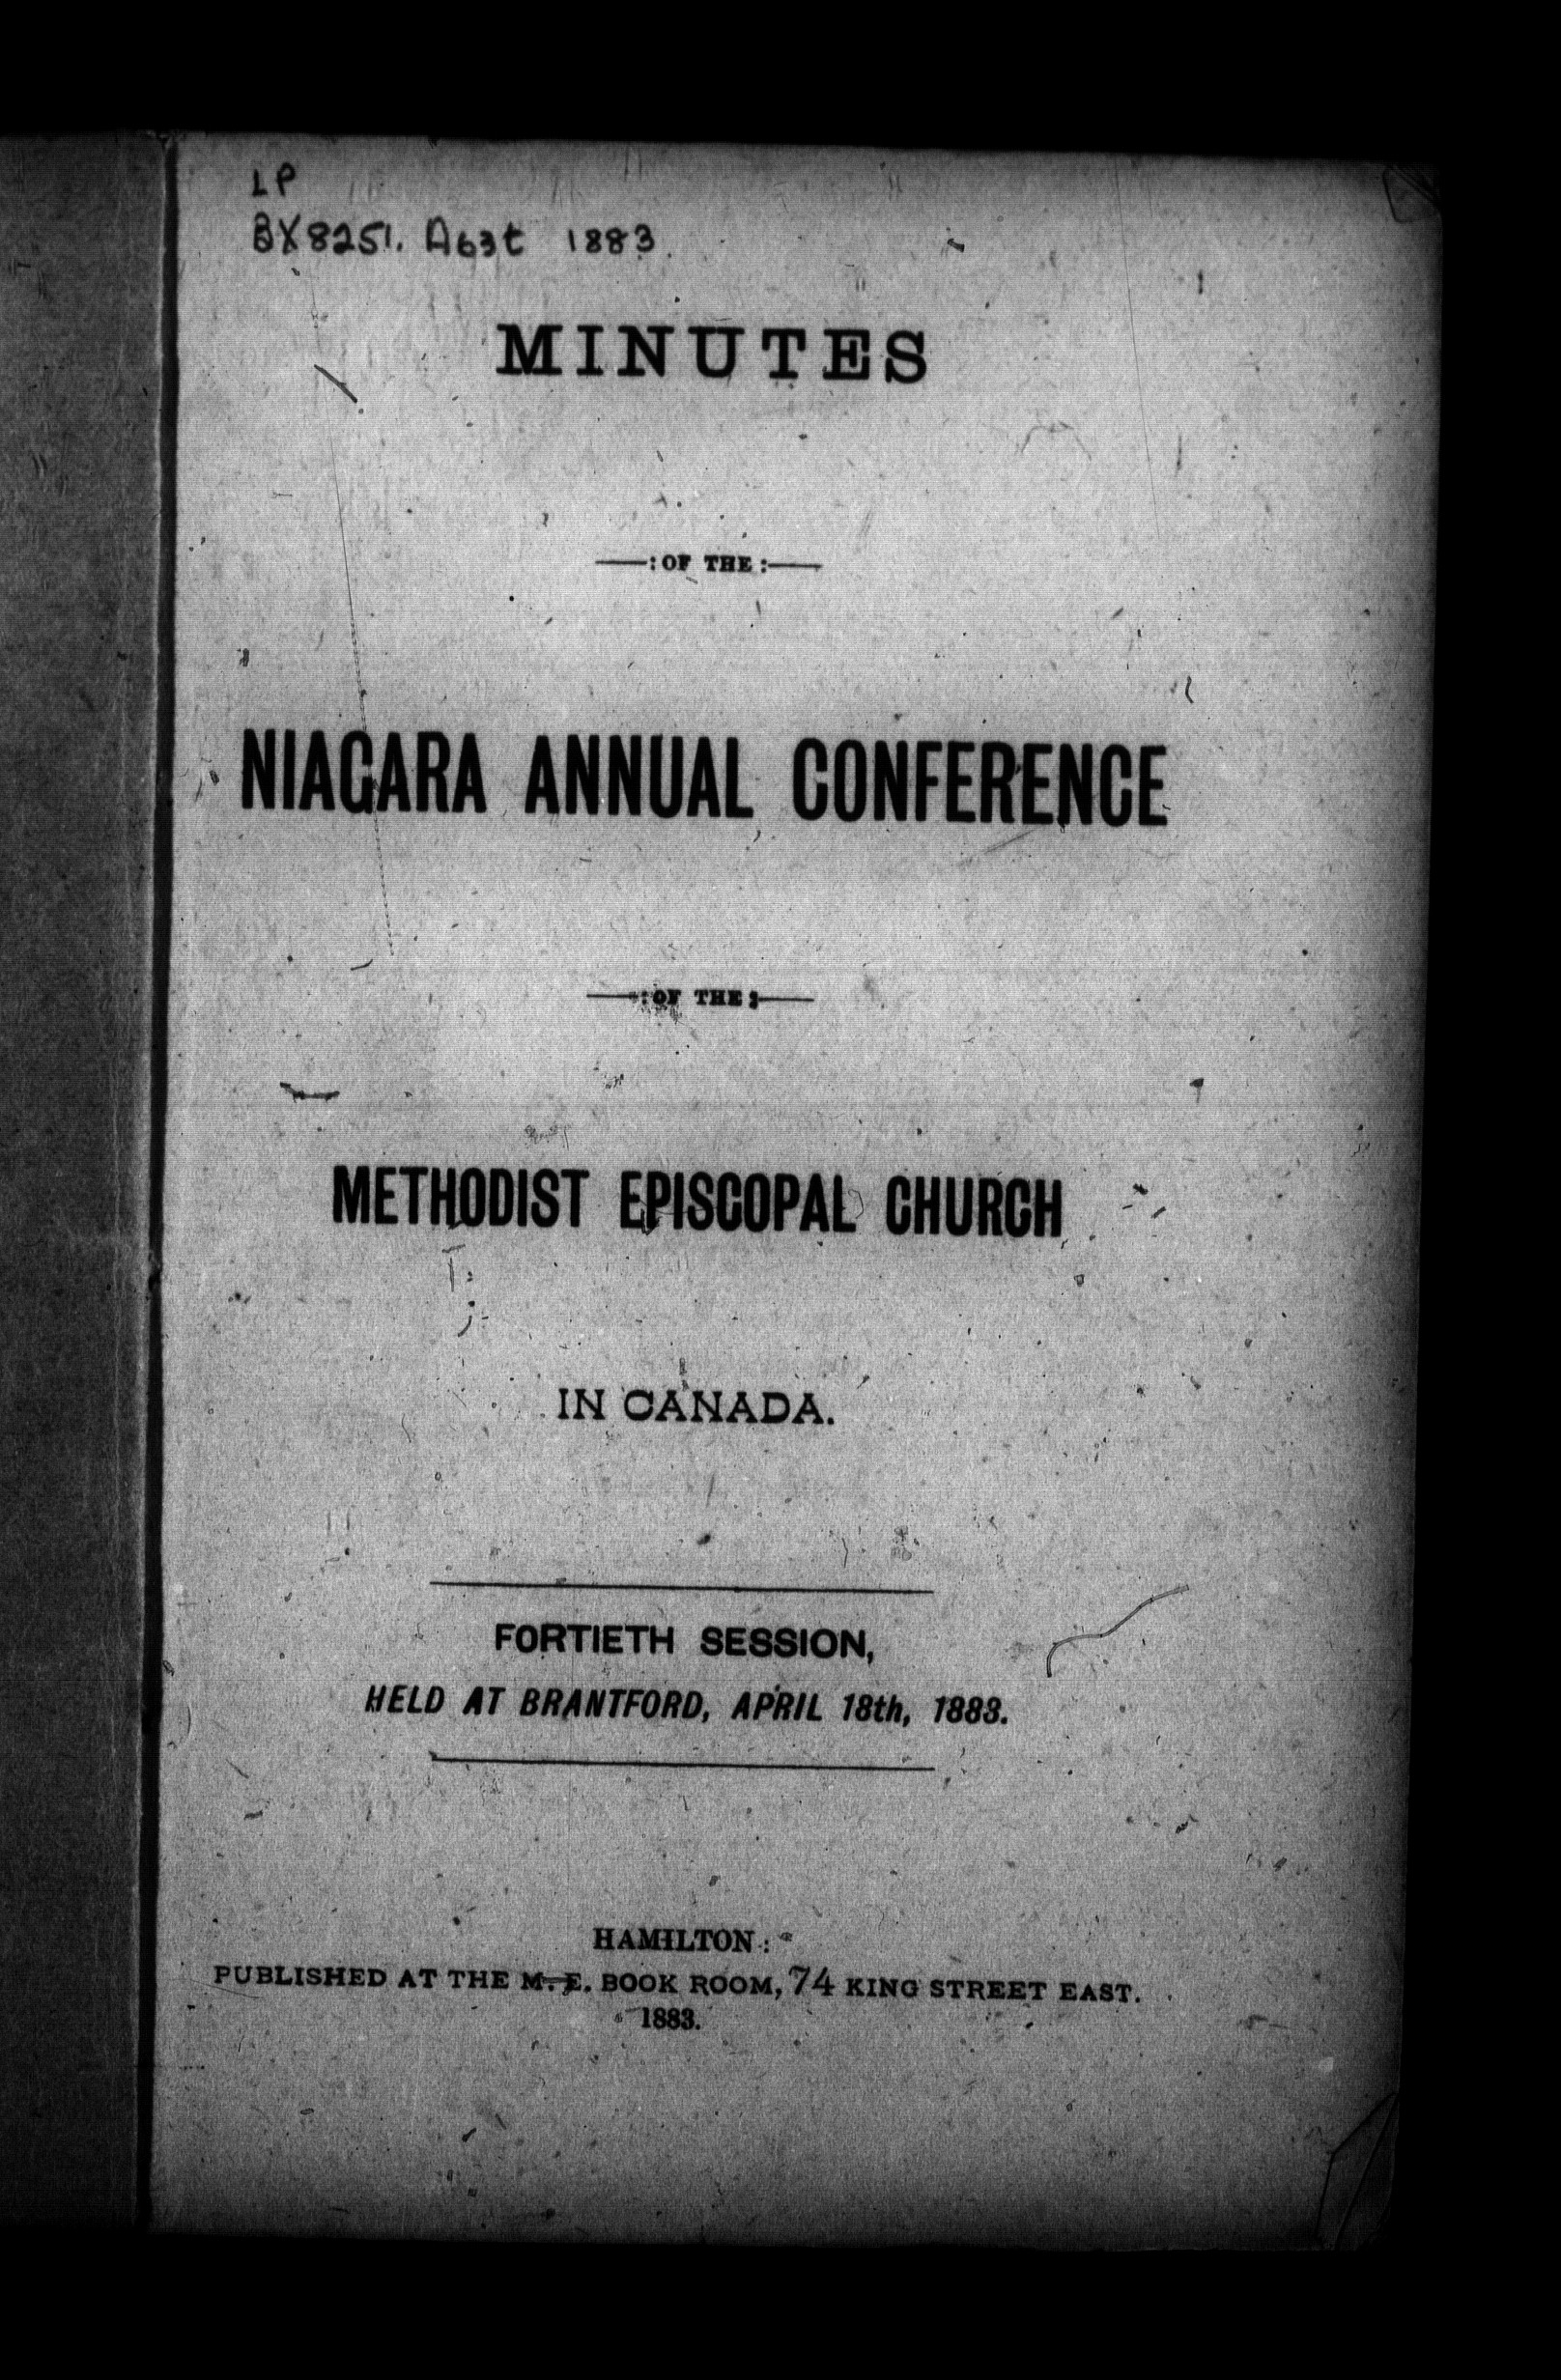 LP
BX8251. A63t 1883
MINUTES
—:OF THE:—
NIAGARA ANNUAL CONFERENCE
—:OF THE:—
METHODIST EPISCOPAL CHURCH
IN CANADA.
FORTIETH SESSION,
HELD AT BRANTFORD, APRIL 18th, 1883.
HAMILTON:
PUBLISHED AT THE M. E. BOOK ROOM, 74 KING STREET EAST.
1883.